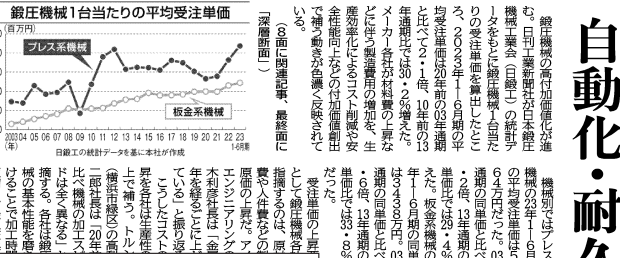 自動化・耐久
鍛圧機械1台当たりの平均受注単価
(百万円)
プレス系機械
板金系機械
2003 04 05 06 07 08 09 10 11 12 13 14 15 16 17 18 19 20 21 22 23
(年)
1-6月期
日鍛工の統計データを基に本社が作成
鍛圧機械の高付加価値化が進
む。日刊工業新聞社が日本鍛圧
機械工業会(日鍛工)の統計デ
ータをもとに鍛圧機械1台当た
りの受注単価を算出したとこ
ろ、2023年1―6月期の平
均受注単価は20年前の03年通期
と比べて2・1倍、10年前の13
年通期比では30・2%増えた。
メーカー各社が材料費の上昇な
どに伴う製造費用の増加を、生
産効率化によるコスト削減や安
全性能向上などの付加価値創出
で補う動きが色濃く反映されて
いる。
(8面に関連記事、最終面に
「深層断面」)
機械別ではプレス
機械の23年1―6月
の平均受注単価は5
64万円だった。03
通期の同単価と比べ
・2倍、13年通期の
単価比では29・4%
えた。板金系機械の
年1―6月期の同単
は3438万円。03
通期の同単価と比べ
・6倍、13年通期の
単価比では33・8%
だった。
受注単価の上昇
として鍛圧機械各
指摘するのは、原
費や人件費などの製
原価の上昇だ。ア
エンジニアリングの
木利彦社長は「金
年を経るごとに上
ている」と振り返
こうしたコスト
昇を各社は生産性
上で補う。トルン
(横浜市緑区)の高
二郎社長は「20年
比べ機械の加工ス
ドは全く異なる」
摘する。各社は鍛
械の基本性能を磨
けることで加工時